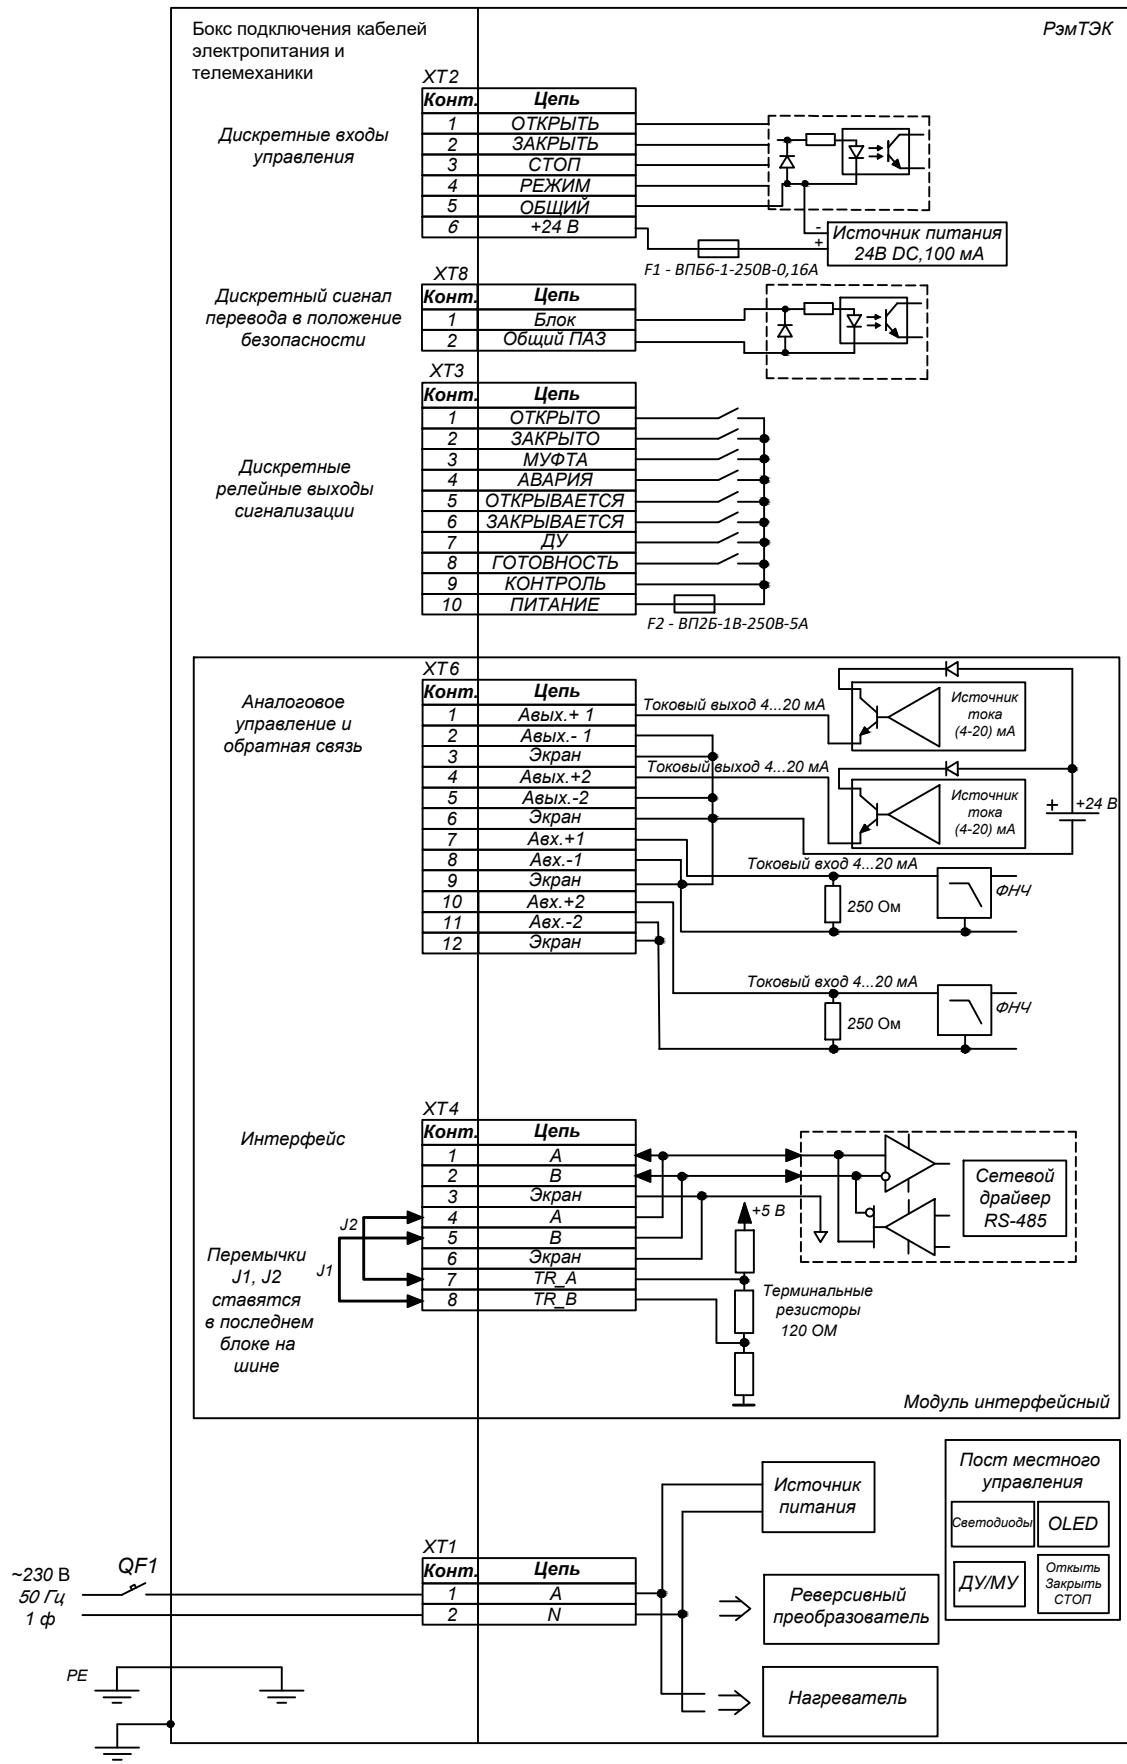 Бокс подключения кабелей
электропитания и
телемеханики
РэмТЭК
Дискретные входы
управления
XT2
Конт. Цепь
1 ОТКРЫТЬ
2 ЗАКРЫТЬ
3 СТОП
4 РЕЖИМ
5 ОБЩИЙ
6 +24 В
-
+
Источник питания
24В DC,100 мА
F1 - ВПБ6-1-250В-0,16А
Дискретный сигнал
перевода в положение
безопасности
XT8
Конт. Цепь
1 Блок
2 Общий ПАЗ
Дискретные
релейные выходы
сигнализации
XT3
Конт. Цепь
1 ОТКРЫТО
2 ЗАКРЫТО
3 МУФТА
4 АВАРИЯ
5 ОТКРЫВАЕТСЯ
6 ЗАКРЫВАЕТСЯ
7 ДУ
8 ГОТОВНОСТЬ
9 КОНТРОЛЬ
10 ПИТАНИЕ
F2 - ВП2Б-1В-250В-5А
Аналоговое
управление и
обратная связь
XT6
Конт. Цепь
1 Авых.+ 1
2 Авых.- 1
3 Экран
4 Авых.+2
5 Авых.-2
6 Экран
7 Авх.+1
8 Авх.-1
9 Экран
10 Авх.+2
11 Авх.-2
12 Экран
Токовый выход 4...20 мА
Источник
тока
(4-20) мА
Токовый выход 4...20 мА
Источник
тока
(4-20) мА
+ +24 В
Токовый вход 4...20 мА
250 Ом
ФНЧ
Токовый вход 4...20 мА
250 Ом
ФНЧ
Интерфейс
XT4
Конт. Цепь
1 A
2 B
3 Экран
4 A
5 B
6 Экран
7 TR_A
8 TR_B
J2
J1
Перемычки
J1, J2
ставятся
в последнем
блоке на
шине
+5 В
Терминальные
резисторы
120 ОМ
Сетевой
драйвер
RS-485
Модуль интерфейсный
Источник
питания
Пост местного
управления
Светодиоды
OLED
ДУ/МУ
Откыть
Закрыть
СТОП
~230 В
50 Гц
1 ф
QF1
XT1
Конт. Цепь
1 A
2 N
Реверсивный
преобразователь
Нагреватель
PE